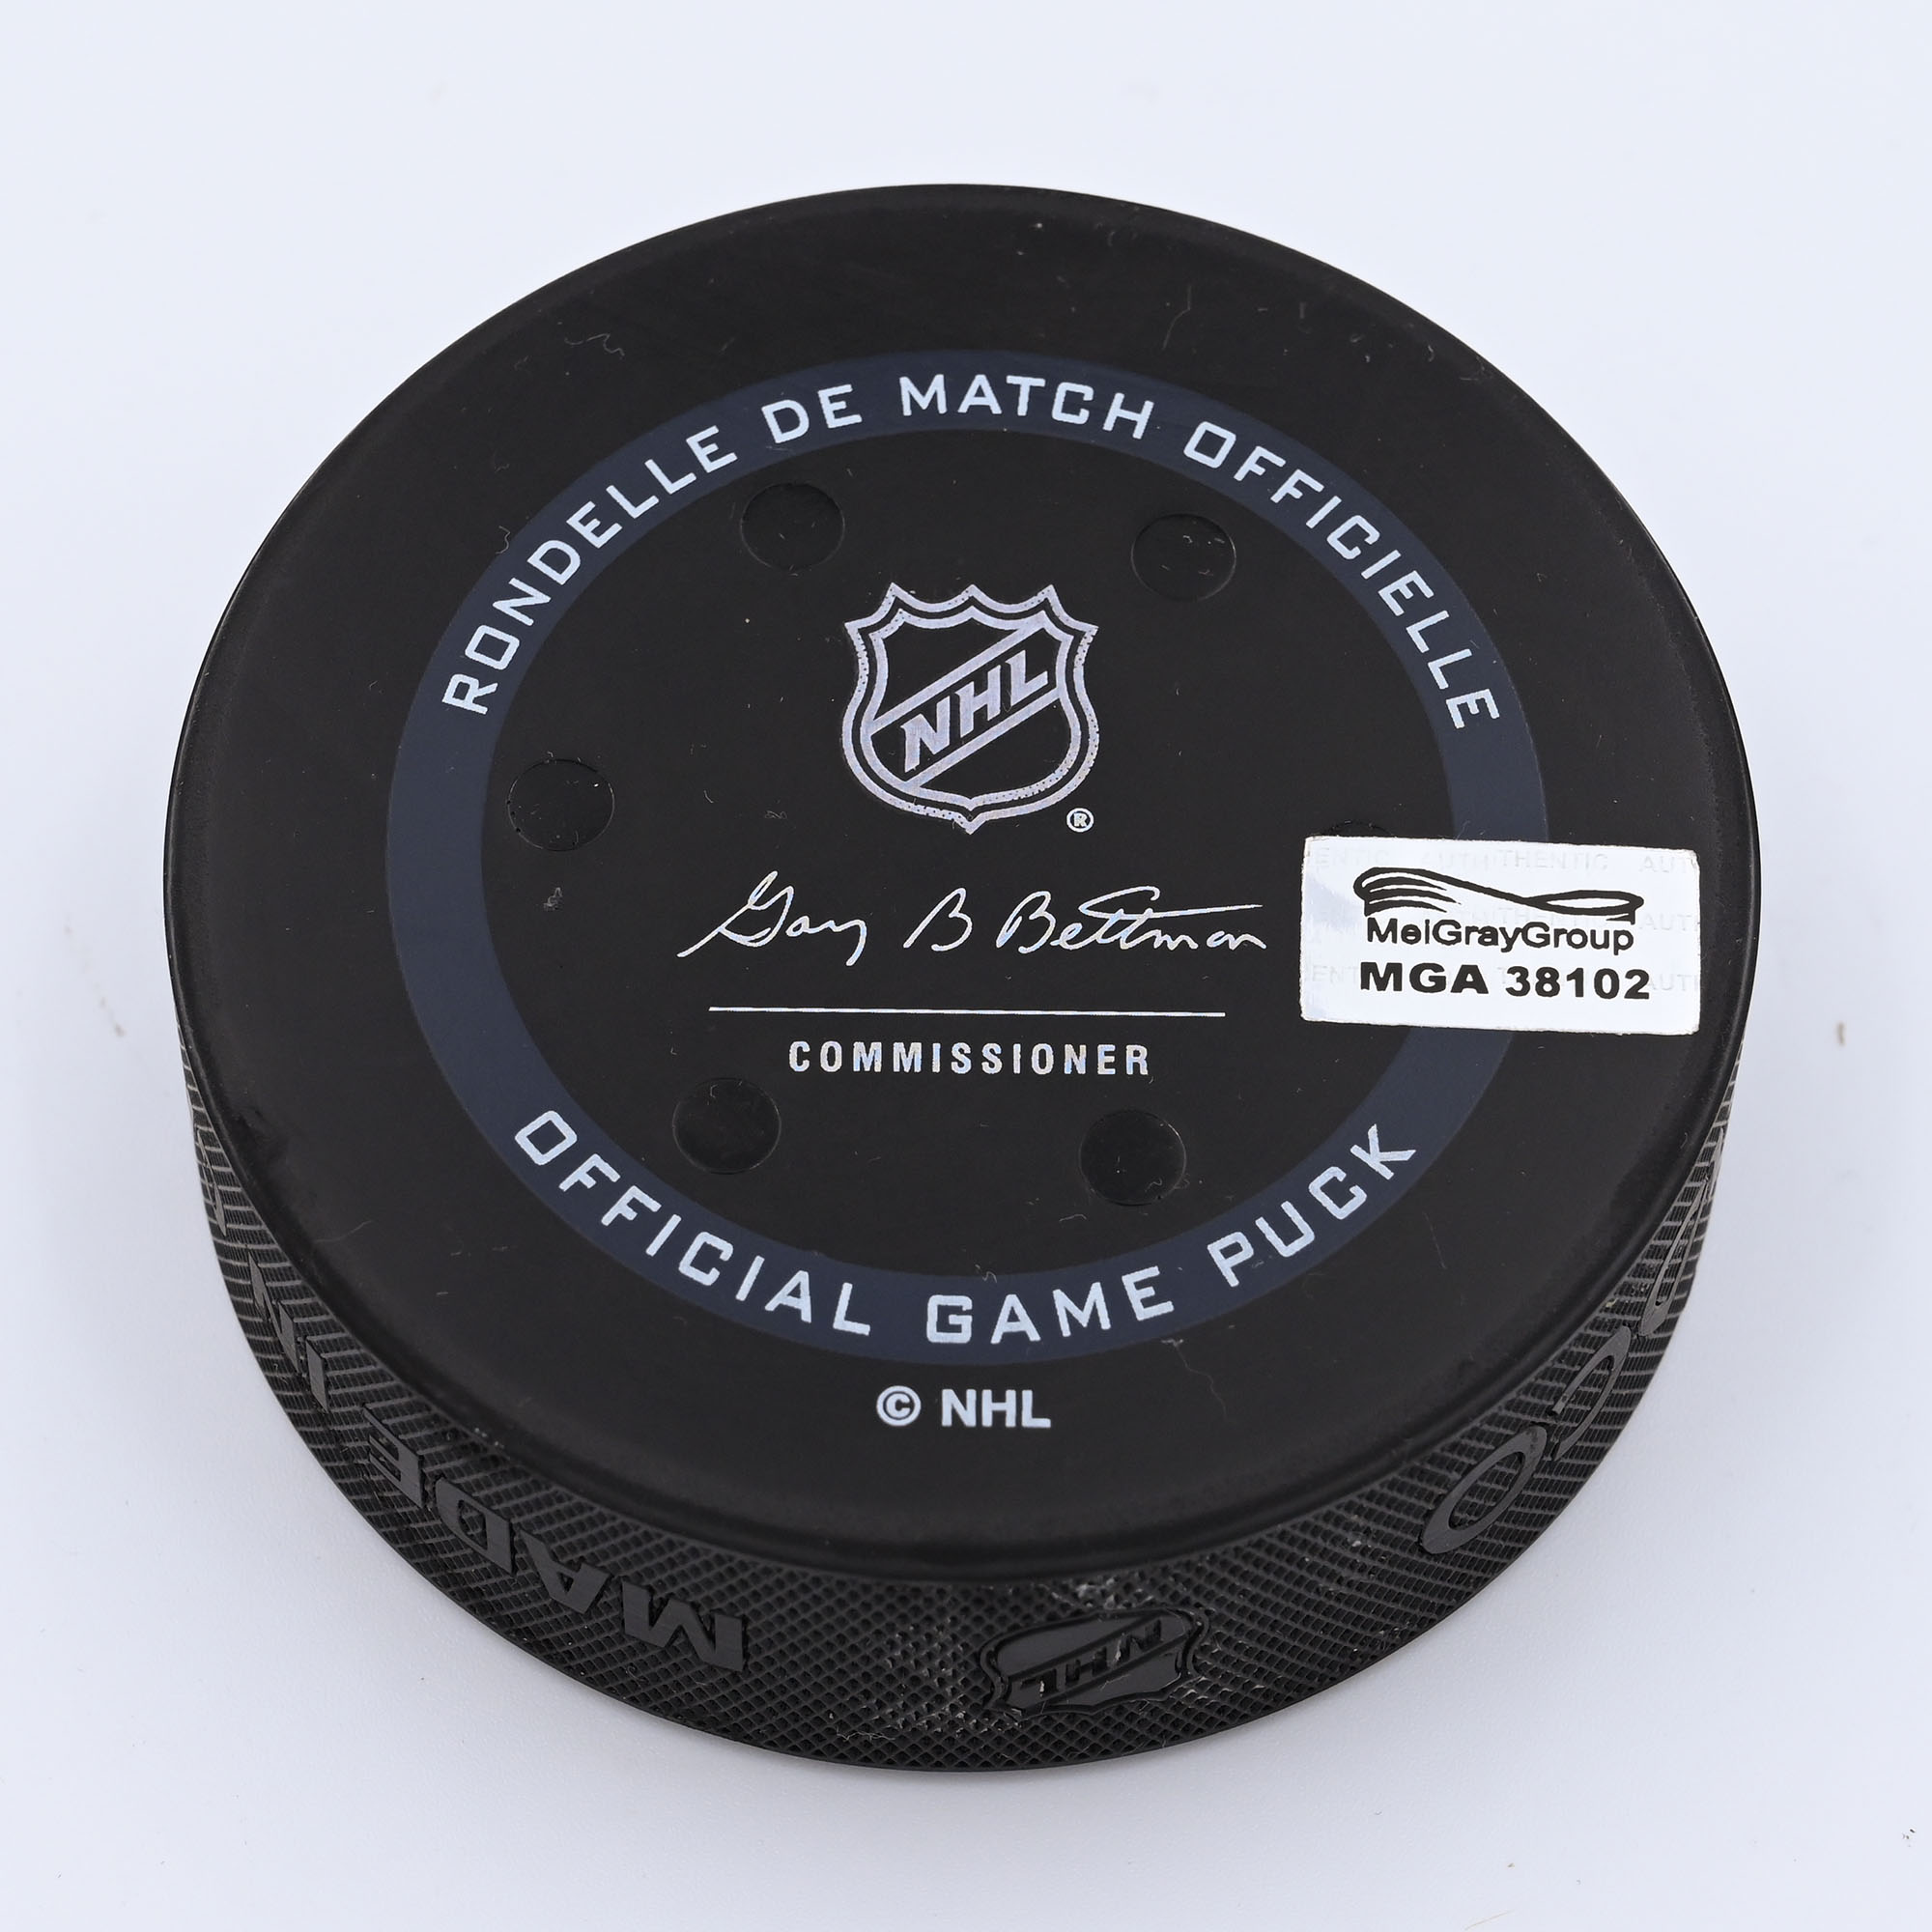 RONDELLE DE MATCH OFFICIELLE
NHL
®
Gary B Bettman
COMMISSIONER
MeiGrayGroup
MGA 38102
OFFICIAL GAME PUCK
© NHL
MADE IN
NHL